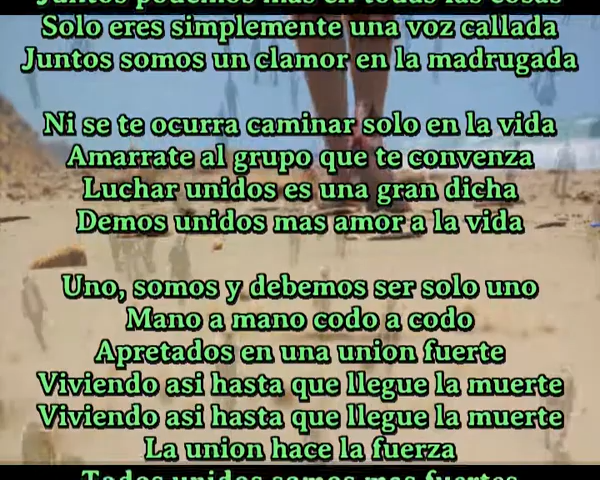 Juntos podemos mas en todas las cosas
Solo eres simplemente una voz callada
Juntos somos un clamor en la madrugada
Ni se te ocurra caminar solo en la vida
Amarrate al grupo que te convenza
Luchar unidos es una gran dicha
Demos unidos mas amor a la vida
Uno, somos y debemos ser solo uno
Mano a mano codo a codo
Apretados en una union fuerte
Viviendo asi hasta que llegue la muerte
Viviendo asi hasta que llegue la muerte
La union hace la fuerza
Todos unidos somos mas fuertes